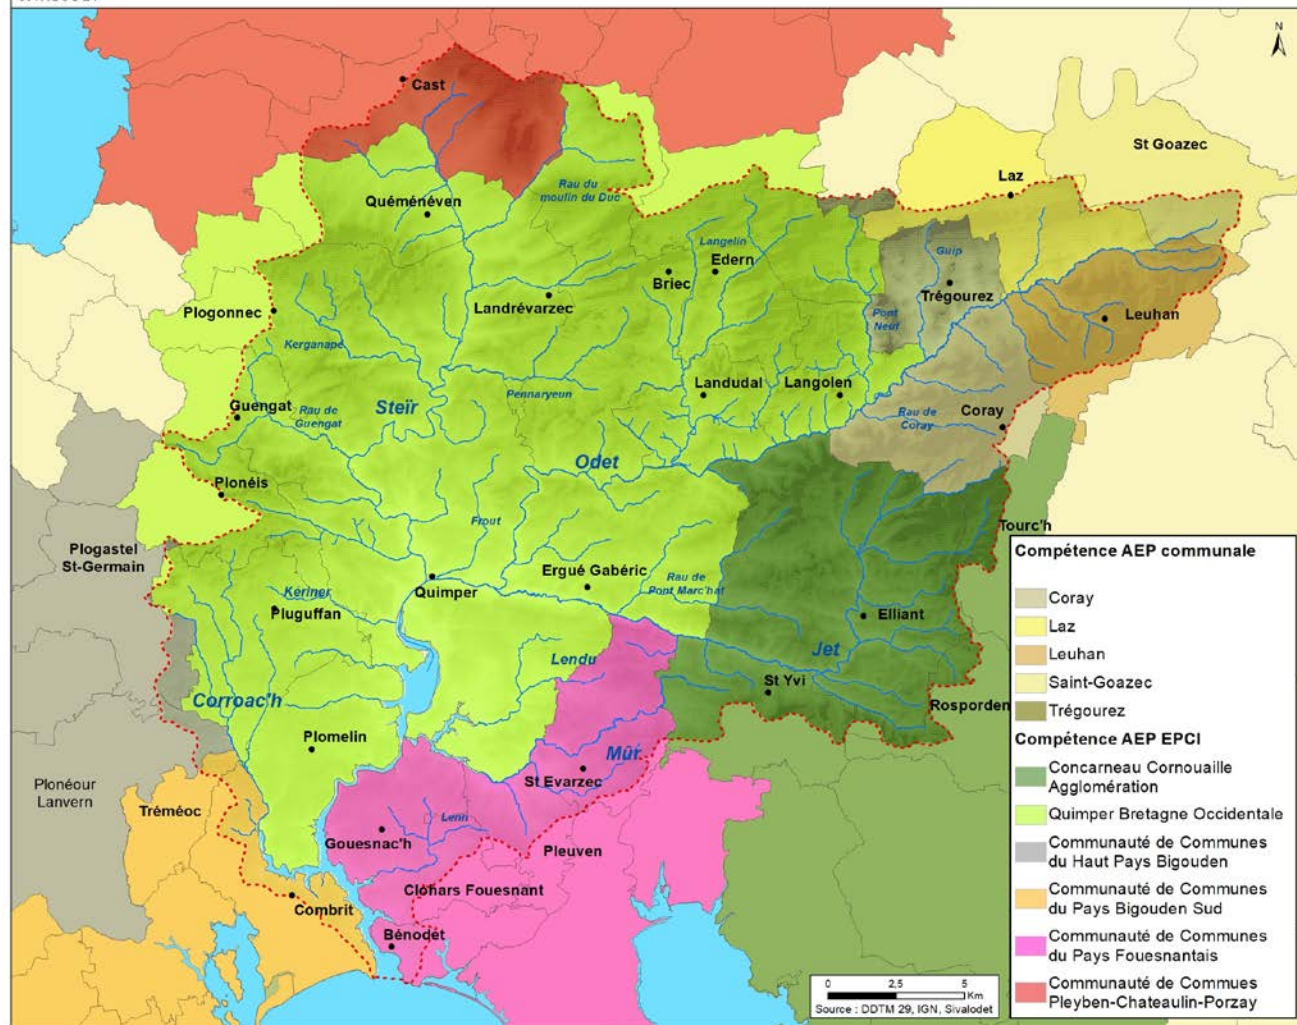 N
Cast
St Goazec
Laz
Rau du
moulin du Duc
Quéménéven
Langelin
Edern
Guip
Briec
Trégourez
Landrévarzec
Plogonnec
Pont
Neuf
Leuhan
Kerganapé
Landudal
Langolen
Pennaryeun
Guengat
Rau de
Guengat
Steïr
Rau de
Coray
Coray
Odet
Plonéis
Frout
Tourc'h
Plogastel
St-Germain
Ergué Gabéric
Rau de
Pont Marc'hat
Quimper
Kériner
Pluguffan
Elliant
Lendu
Jet
St Yvi
Corroac'h
Rosporden
Plomelin
Mûr
St Evarzec
Plonéour
Lanvern
Tréméoc
Lenn
Gouesnac'h
Pleuven
Clohars Fouesnant
Combrit
Bénodet
Compétence AEP communale
Coray
Laz
Leuhan
Saint-Goazec
Trégourez
Compétence AEP EPCI
Concarneau Cornouaille
Agglomération
Quimper Bretagne Occidentale
Communauté de Communes
du Haut Pays Bigouden
Communauté de Communes
du Pays Bigouden Sud
Communauté de Communes
du Pays Fouesnantais
Communauté de Commues
Pleyben-Chateaulin-Porzay
0 2.5 5
Km
Source : DDTM 29, IGN, Sivalodet